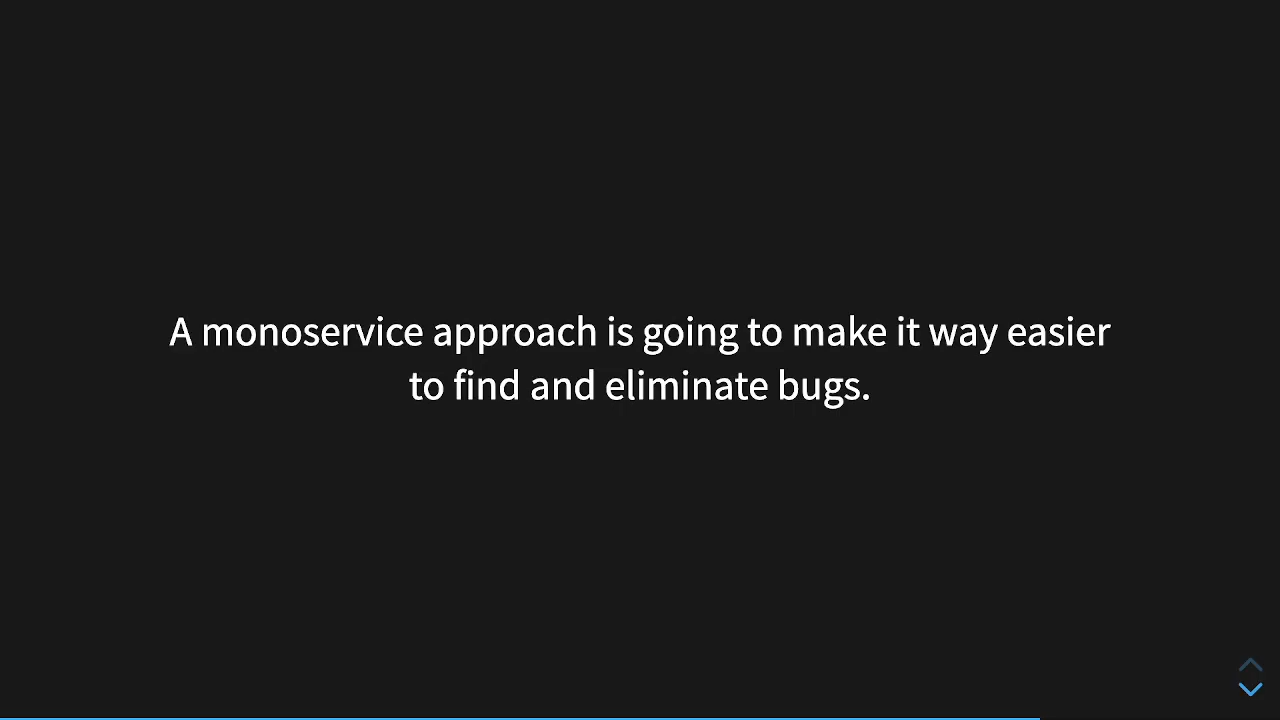 A monoservice approach is going to make it way easier
to find and eliminate bugs.